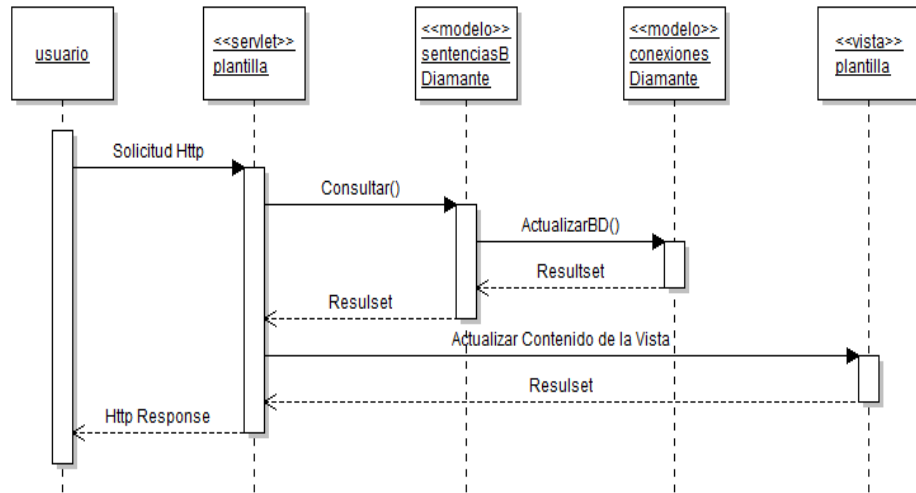 usuario
<<servlet>>
plantilla
<<modelo>>
sentenciasB
Diamante
<<modelo>>
conexiones
Diamante
<<vista>>
plantilla
Solicitud Http
Consultar()
ActualizarBD()
Resultset
Resulset
Actualizar Contenido de la Vista
Resulset
Http Response